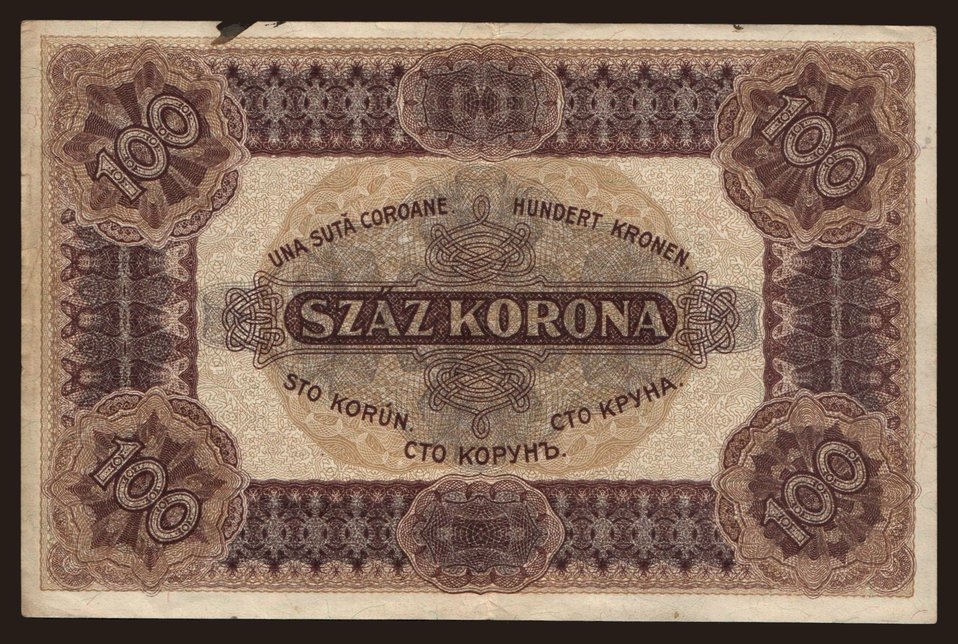 100
100
UNA SUTĂ COROANE.
HUNDERT KRONEN.
SZÁZ KORONA
STO KORÚN.
СТО КРУНА.
СТО КОРУНЪ.
100
100